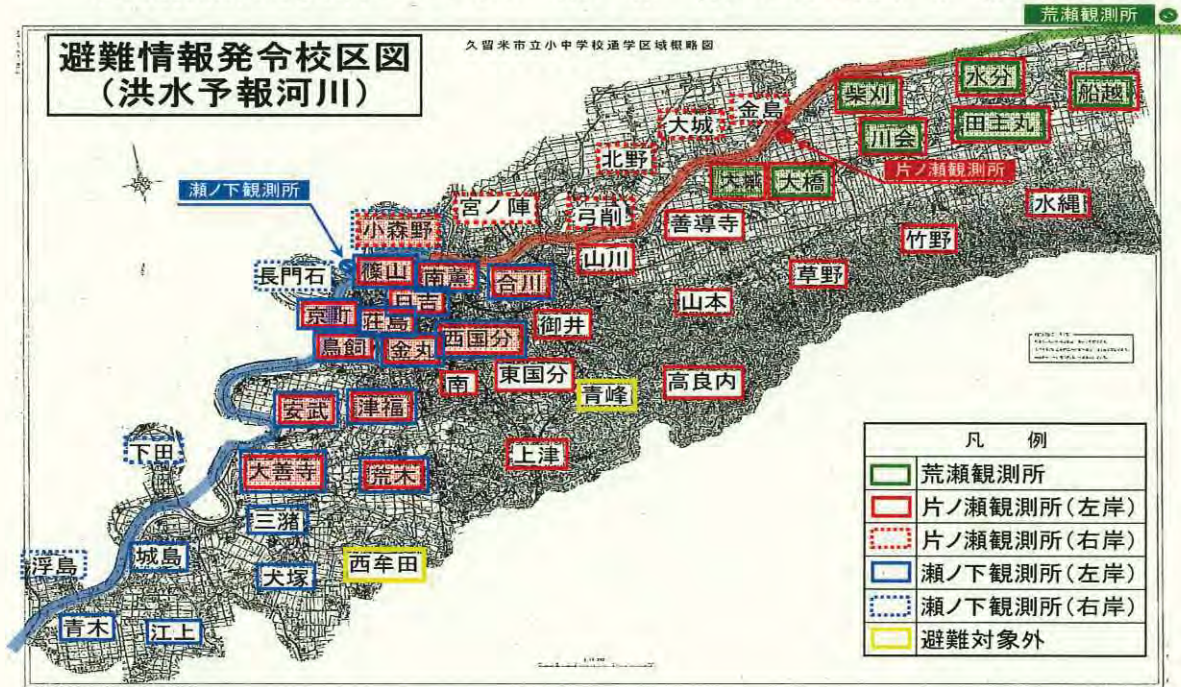 荒瀬観測所
久留米市立小中学校通学区域概略図
避難情報発令校区図
(洪水予報河川)
水分
柴刈
船越
金島
田主丸
大城
川会
北野
片ノ瀬観測所
瀬ノ下観測所
大橋
宮ノ陣
水縄
弓削
善導寺
小森野
竹野
山川
長門石
篠山
南薫
合川
草野
日吉
山本
京町
荘島
御井
西国分
鳥飼
金丸
東国分
南
高良内
青峰
安武
津福
下田
上津
大善寺
荒木
三潴
城島
浮島
犬塚
西牟田
青木
江上
凡 例
荒瀬観測所
片ノ瀬観測所(左岸)
片ノ瀬観測所(右岸)
瀬ノ下観測所(左岸)
瀬ノ下観測所(右岸)
避難対象外